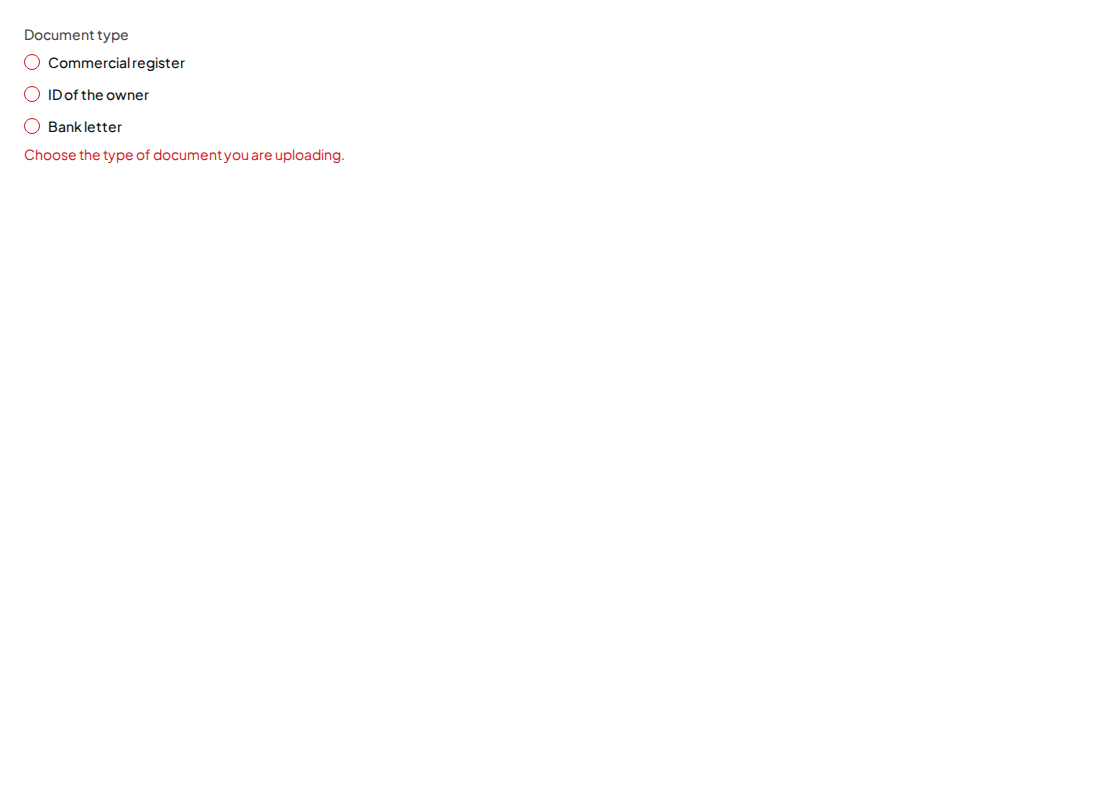 Document type
Commercial register
ID of the owner
Bank letter
Choose the type of document you are uploading.